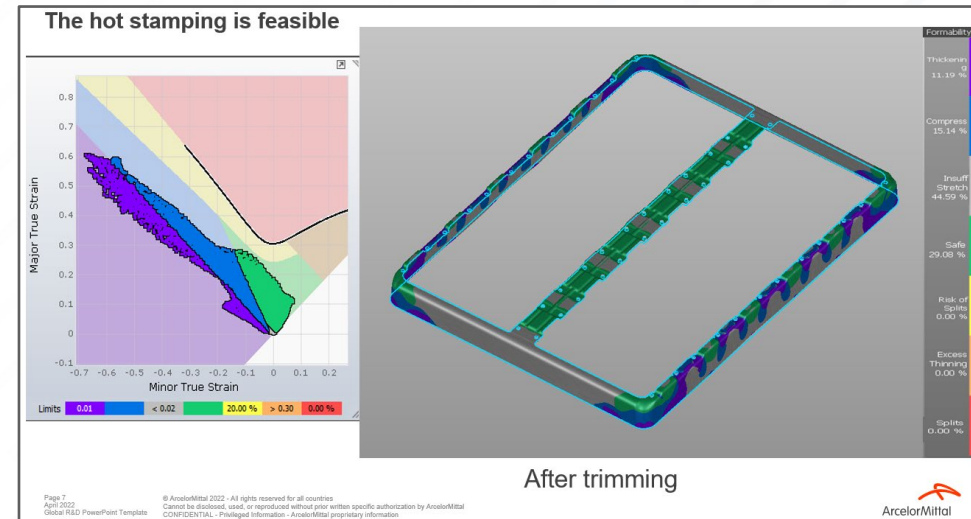 The hot stamping is feasible
Major True Strain
0.8
0.7
0.6
0.5
0.4
0.3
0.2
0.1
0
-0.1
-0.7 -0.6 -0.5 -0.4 -0.3 -0.2 -0.1 0 0.1 0.2
Minor True Strain
Limits 0.01 < 0.02 20.00 % > 0.30 0.00 %
Formability
Thickenin
g
11.19 %
Compress
15.14 %
Insuff
Stretch
44.59 %
Safe
29.08 %
Risk of
Splits
0.00 %
Excess
Thinning
0.00 %
Splits
0.00 %
After trimming
Page 7
April 2022
Global R&D PowerPoint Template
© ArcelorMittal 2022 - All rights reserved for all countries
Cannot be disclosed, used, or reproduced without prior written specific authorization by ArcelorMittal
CONFIDENTIAL - Privileged Information - ArcelorMittal proprietary information
ArcelorMittal